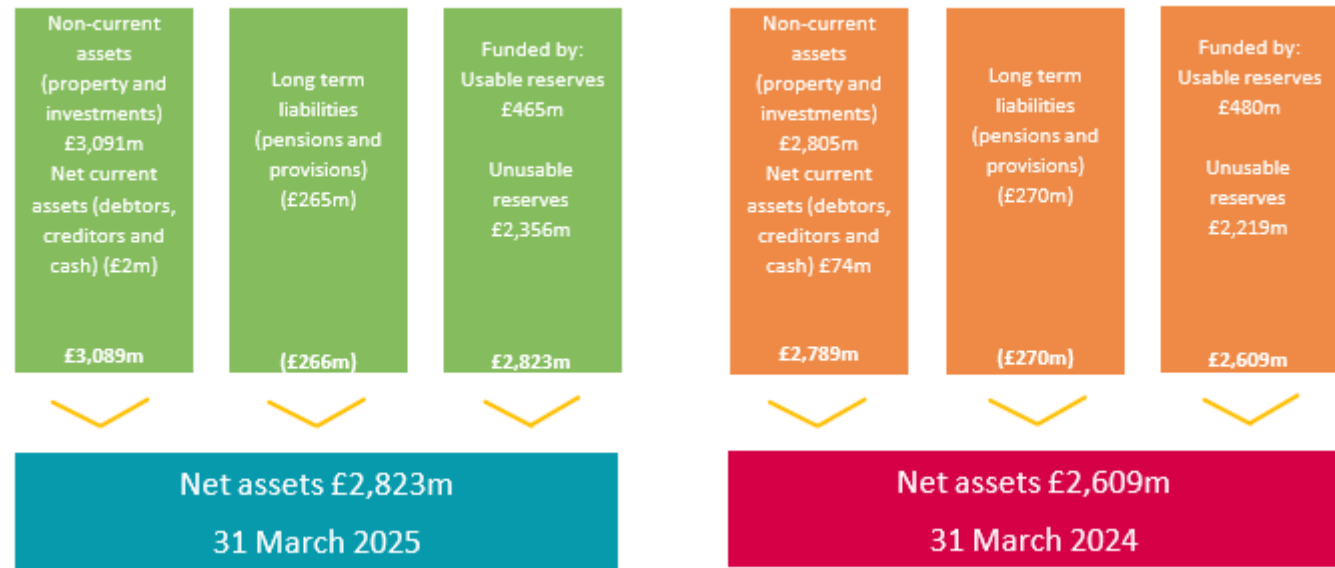 Non-current
assets
(property and
investments)
£3,091m
Net current
assets (debtors,
creditors and
cash) (£2m)
£3,089m
Long term
liabilities
(pensions and
provisions)
(£265m)
(£266m)
Funded by:
Usable reserves
£465m
Unusable
reserves
£2,356m
£2,823m
Net assets £2,823m
31 March 2025
Non-current
assets
(property and
investments)
£2,805m
Net current
assets (debtors,
creditors and
cash) £74m
£2,789m
Long term
liabilities
(pensions and
provisions)
(£270m)
(£270m)
Funded by:
Usable reserves
£480m
Unusable
reserves
£2,219m
£2,609m
Net assets £2,609m
31 March 2024